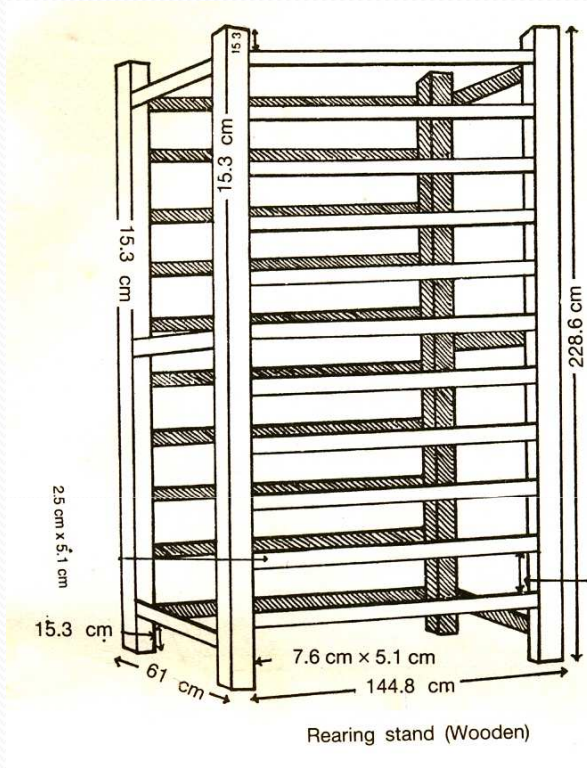 15.3
15.3 cm
15.3 cm
228.6 cm
2.5 cm x 5.1 cm
15.3 cm
61 cm
7.6 cm × 5.1 cm
144.8 cm
Rearing stand (Wooden)